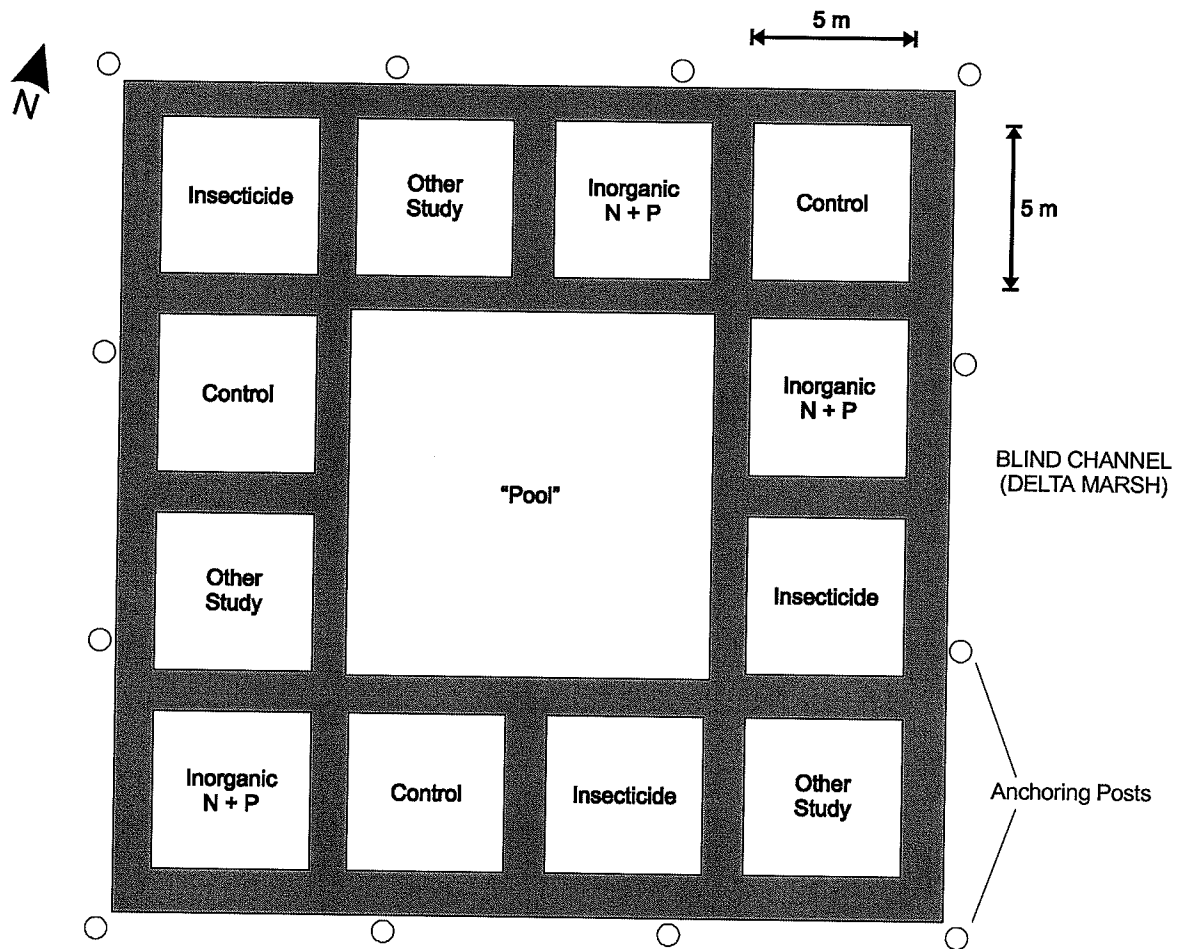 5 m
N
Insecticide
Other
Study
Inorganic
N + P
Control
5 m
Control
Inorganic
N + P
"Pool"
BLIND CHANNEL
(DELTA MARSH)
Other
Study
Insecticide
Inorganic
N + P
Control
Insecticide
Other
Study
Anchoring Posts